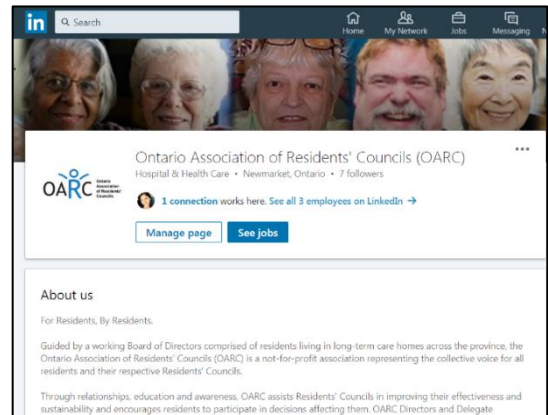 in Search Home My Network Jobs Messaging N
Ontario Association of Residents' Councils (OARC)
Hospital & Health Care • Newmarket, Ontario • 7 followers
OARC
Ontario
Association
of Residents'
Councils
1 connection works here. See all 3 employees on LinkedIn →
Manage page See jobs
About us
For Residents, By Residents.
Guided by a working Board of Directors comprised of residents living in long-term care homes across the province, the
Ontario Association of Residents' Councils (OARC) is a not-for-profit association representing the collective voice for all
residents and their respective Residents' Councils.
Through relationships, education and awareness, OARC assists Residents' Councils in improving their effectiveness and
sustainability and encourages residents to participate in decisions affecting them. OARC Directors and Delegate